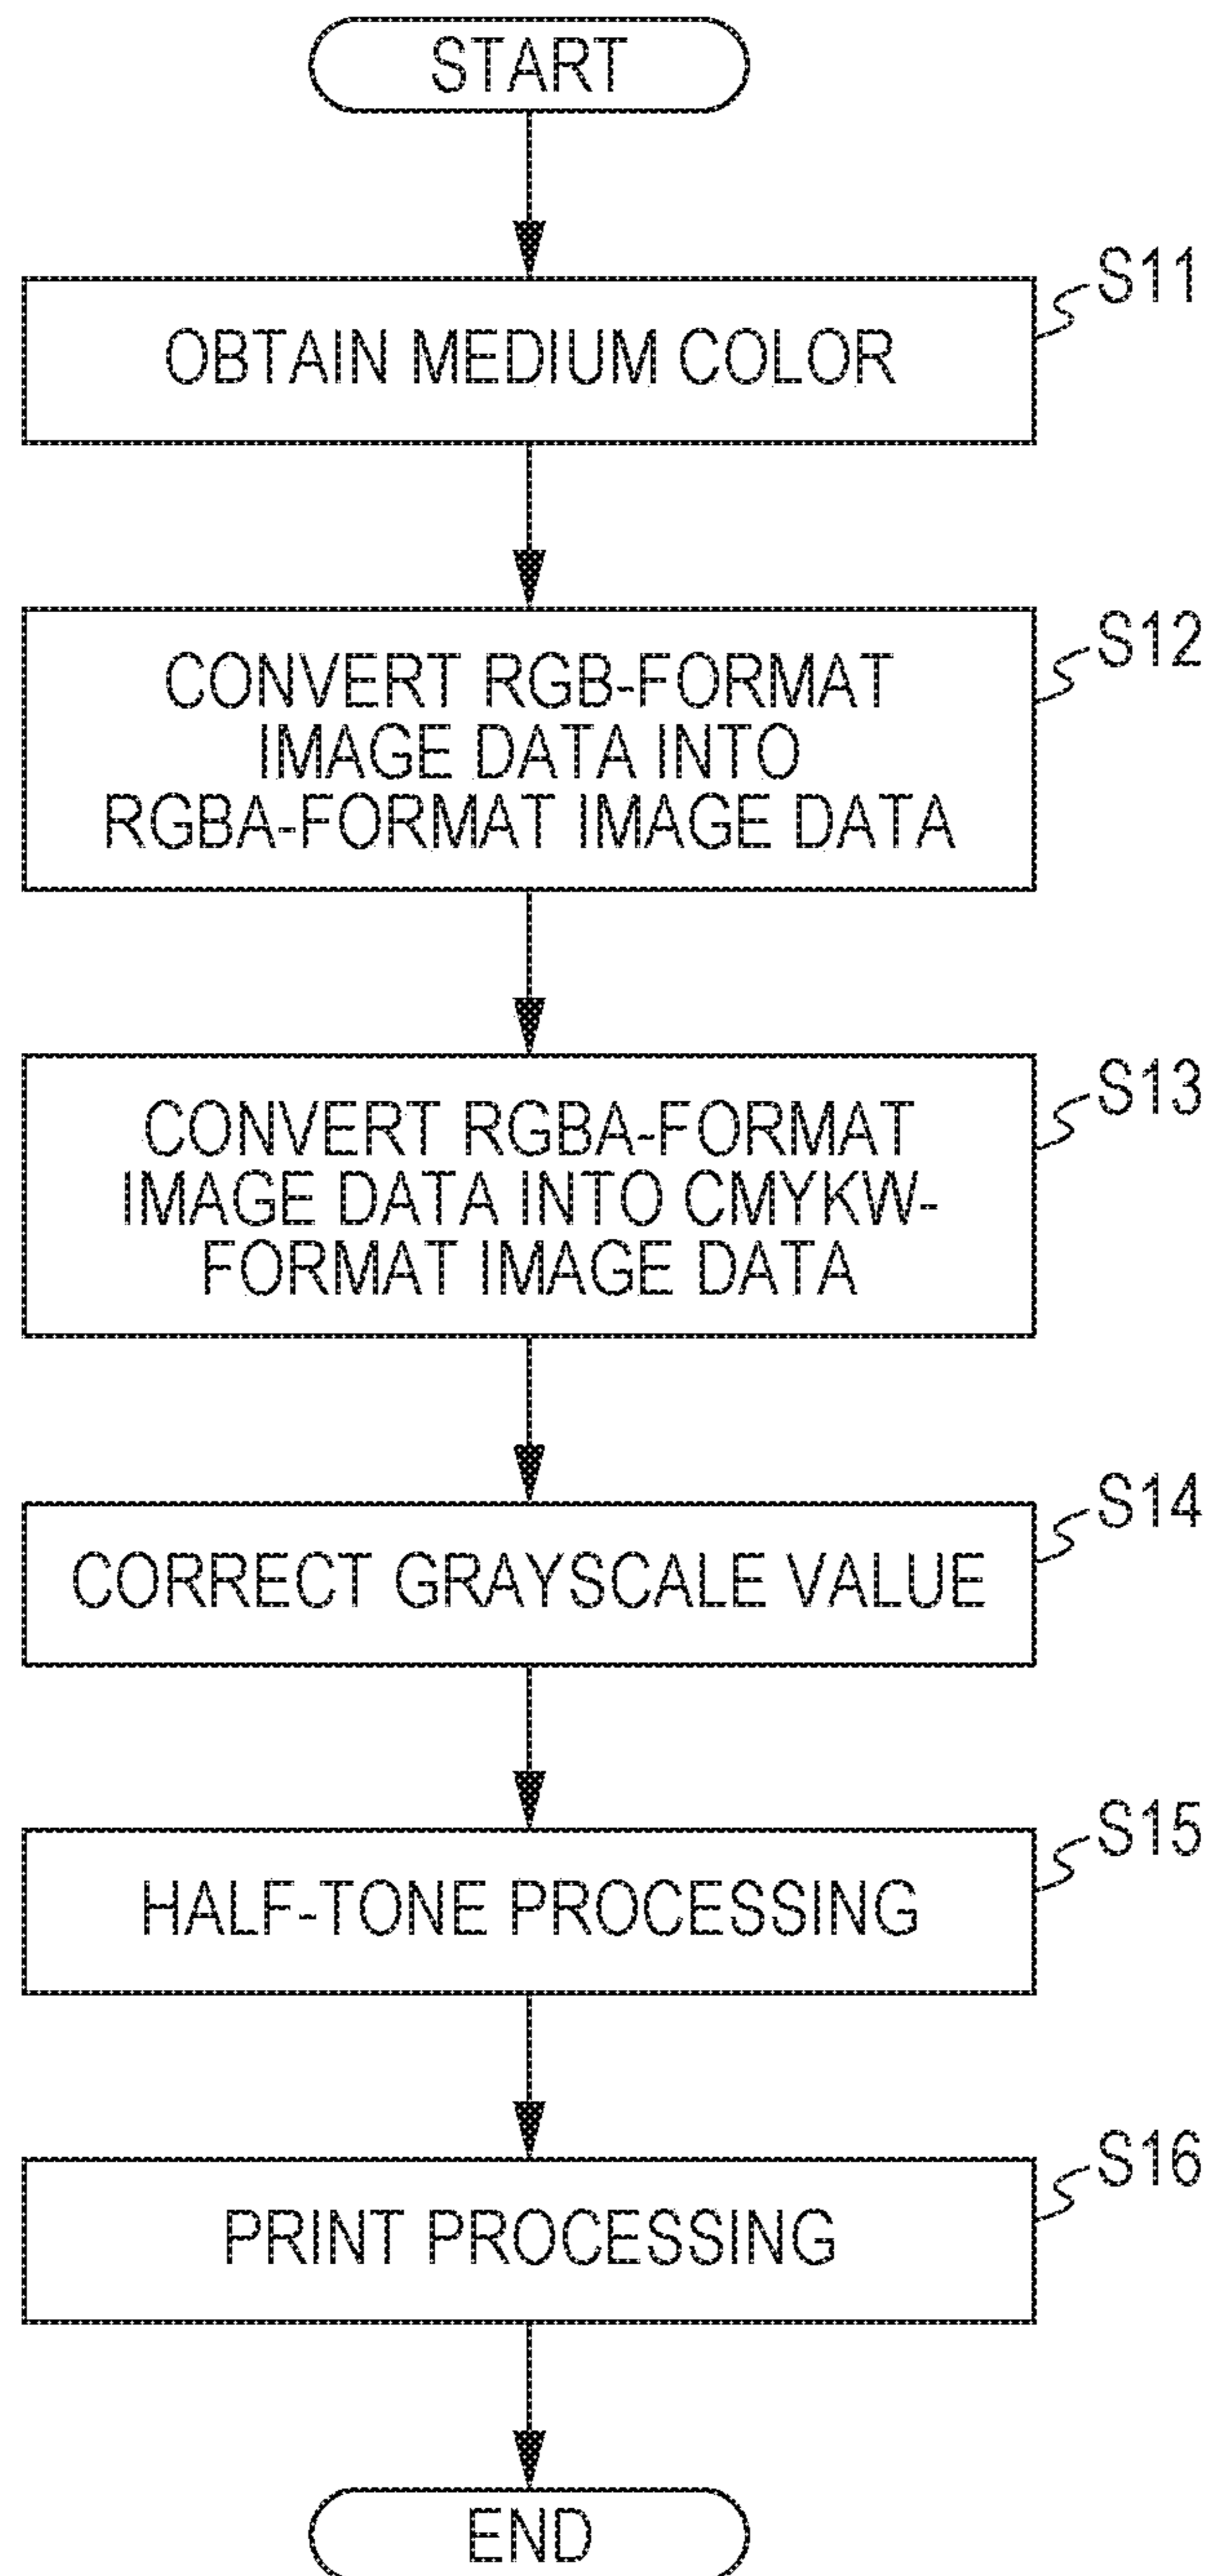 START
S11
OBTAIN MEDIUM COLOR
S12
CONVERT RGB-FORMAT
IMAGE DATA INTO
RGBA-FORMAT IMAGE DATA
S13
CONVERT RGBA-FORMAT
IMAGE DATA INTO CMYKW-
FORMAT IMAGE DATA
S14
CORRECT GRAYSCALE VALUE
S15
HALF-TONE PROCESSING
S16
PRINT PROCESSING
END